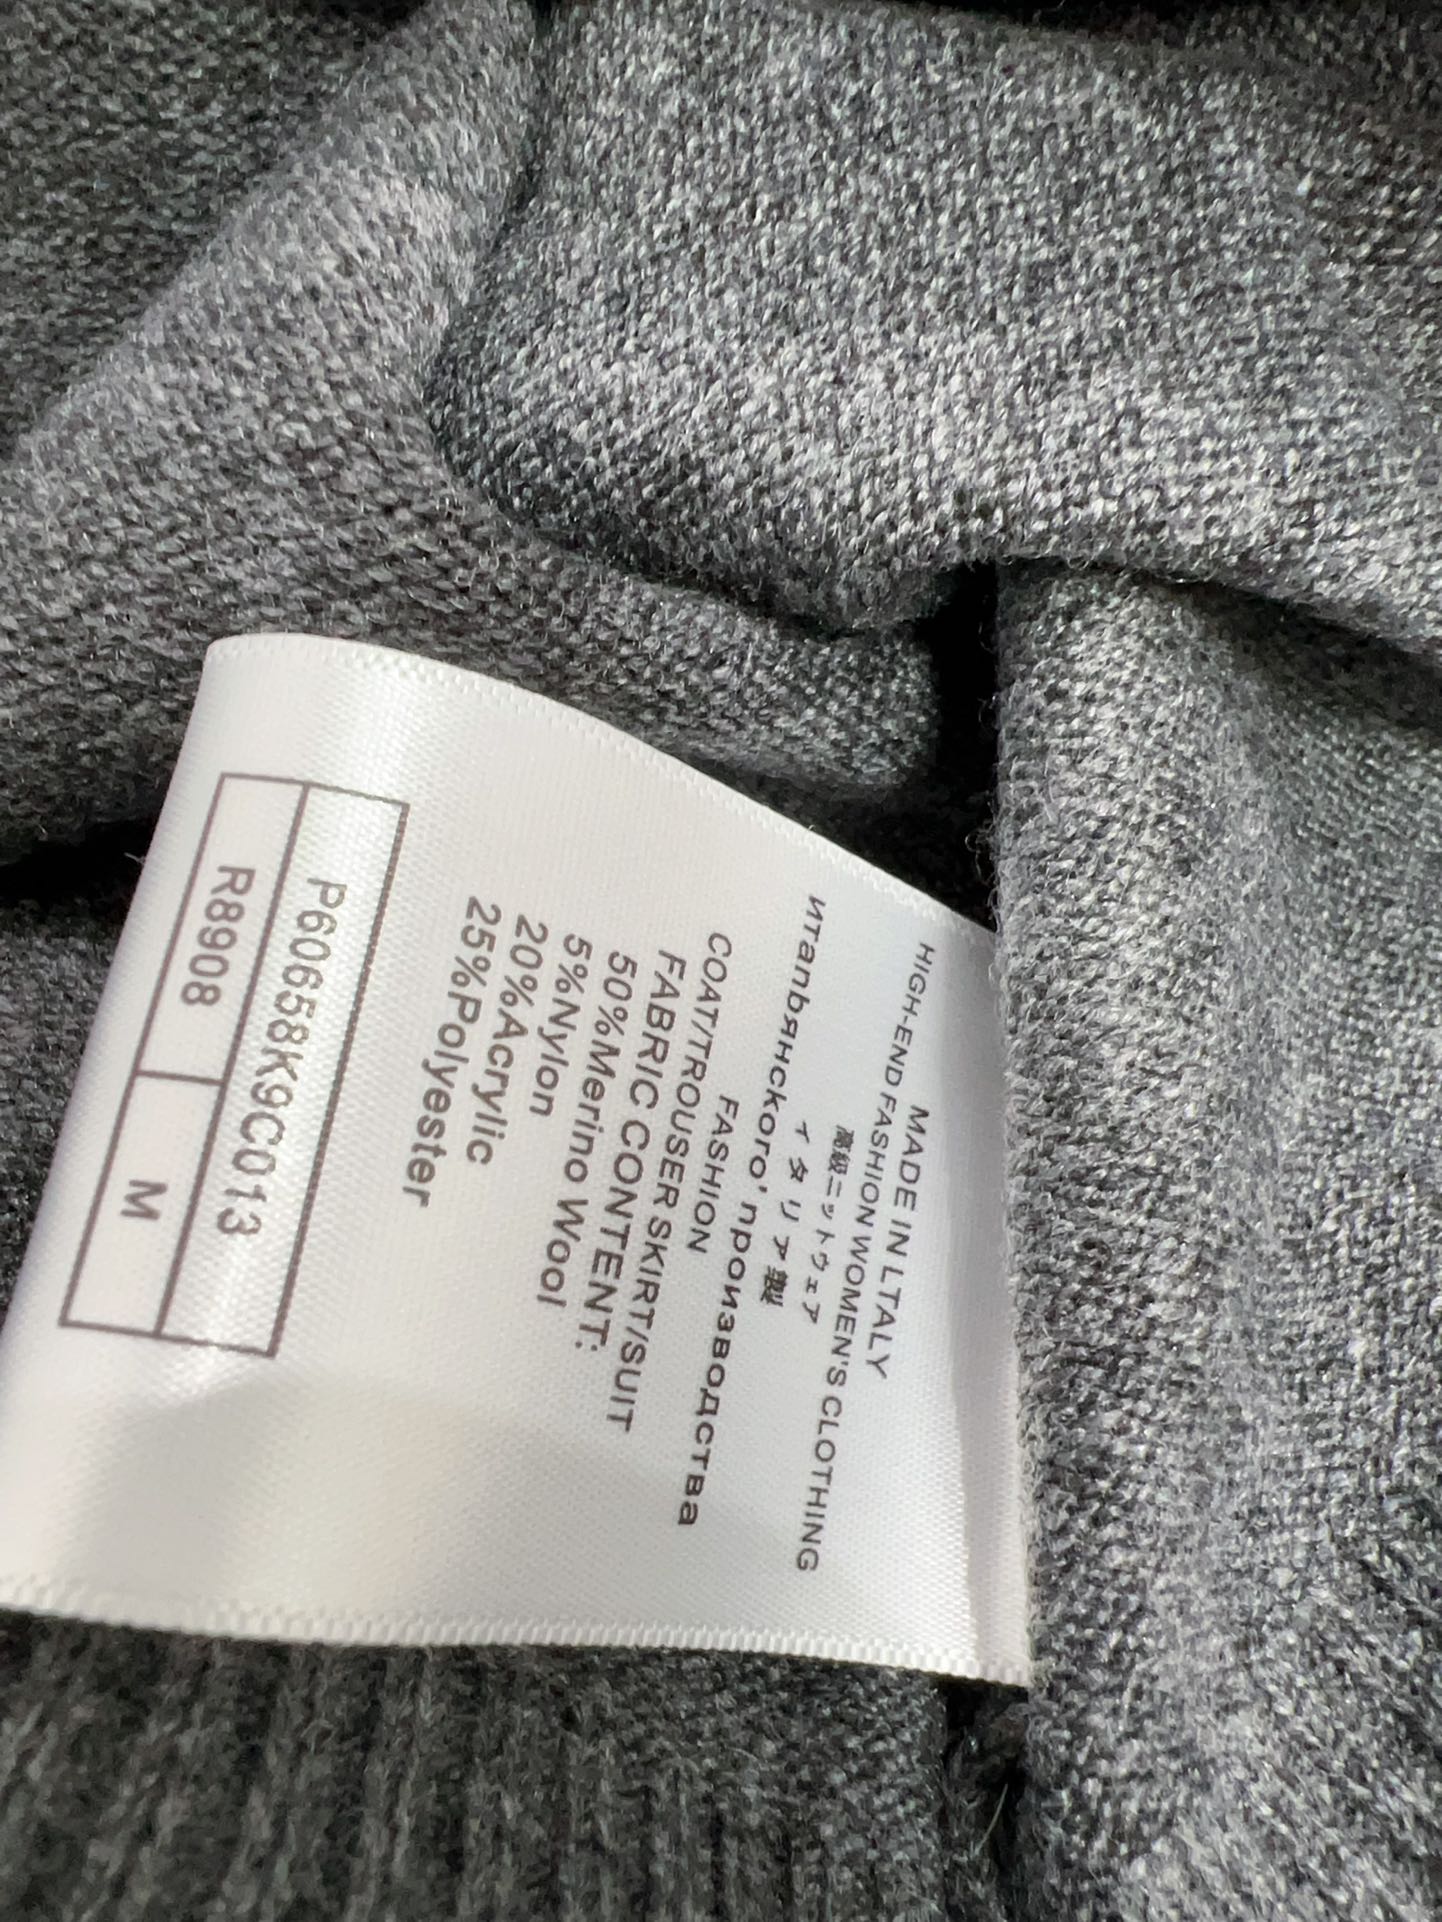 MADE IN LTALY
HIGH-END FASHION WOMEN'S CLOTHING
高級ニットウェア
イタリア製
итальянского' производства
FASHION
COAT/TROUSER SKIRT/SUIT
FABRIC CONTENT:
50%Merino Wool
5%Nylon
20%Acrylic
25%Polyester
P60658K9C013
R8908 M